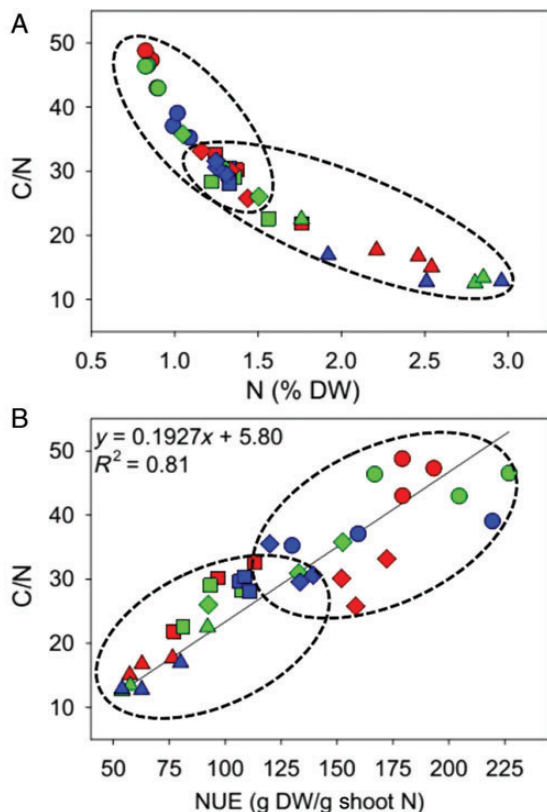 A
50
40
30
20
10
C/N
0.5 1.0 1.5 2.0 2.5 3.0
N (% DW)
B
y = 0.1927x + 5.80
R² = 0.81
50
40
30
20
10
C/N
50 75 100 125 150 175 200 225
NUE (g DW/g shoot N)